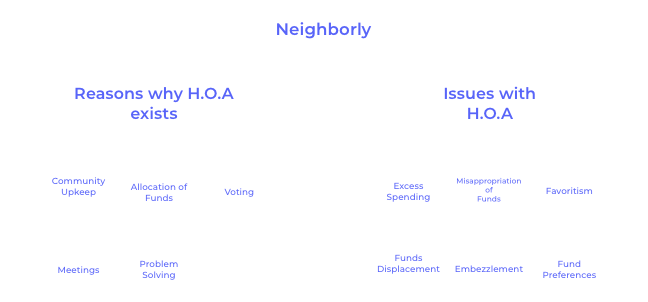 Neighborly
Reasons why H.O.A
exists
Issues with
H.O.A
Community
Upkeep
Allocation of
Funds
Voting
Excess
Spending
Misappropriation
of
Funds
Favoritism
Meetings
Problem
Solving
Funds
Displacement
Embezzlement
Fund
Preferences